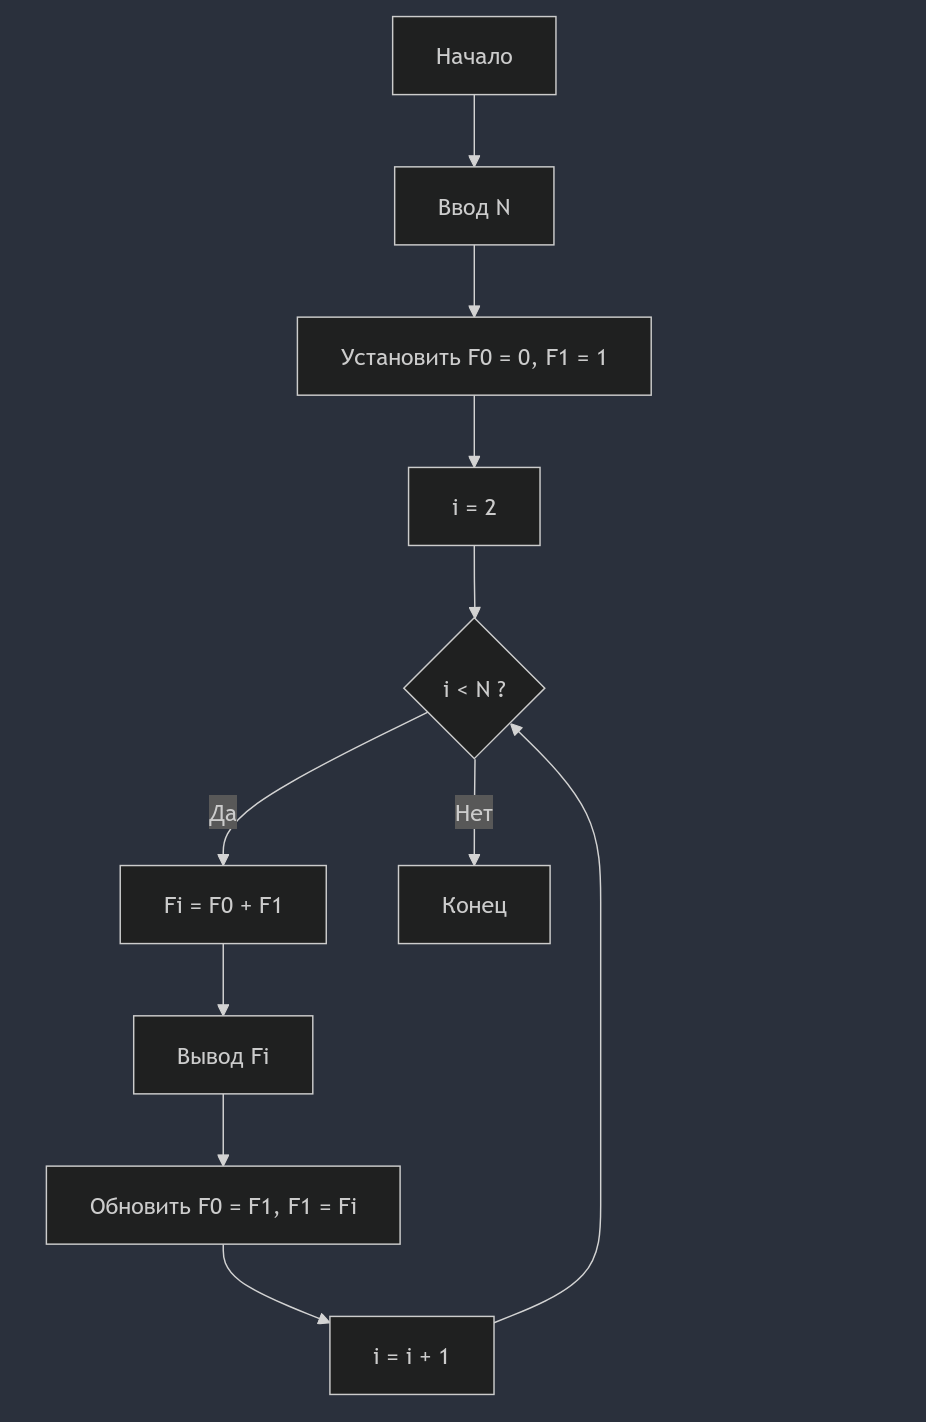 Начало
Ввод N
Установить F0 = 0, F1 = 1
i = 2
i < N ?
Да
Нет
Fi = F0 + F1
Конец
Вывод Fi
Обновить F0 = F1, F1 = Fi
i = i + 1